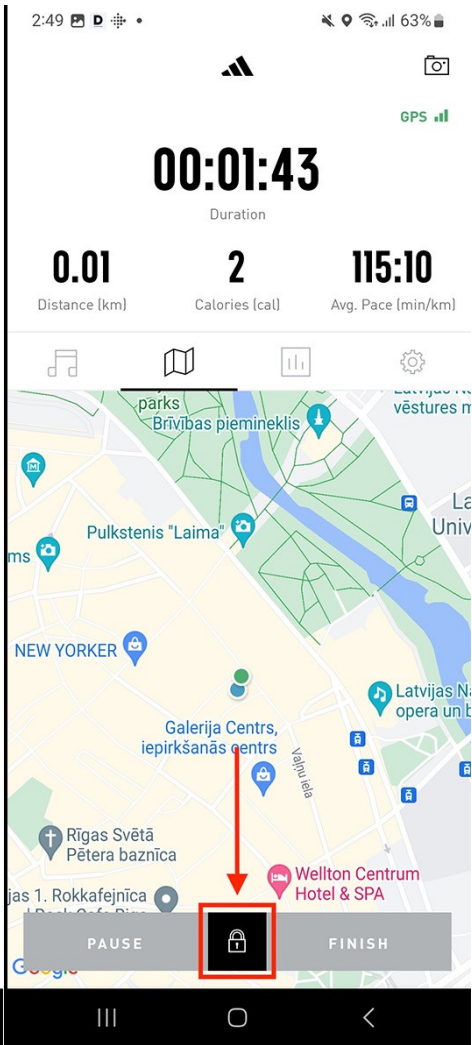 2:49
63%
GPS
00:01:43
Duration
0.01
2
115:10
Distance (km)
Calories (cal)
Avg. Pace (min/km)
parks
Brīvības piemineklis
vēstures m
Pulkstenis "Laima"
La
Univ
ms
NEW YORKER
Latvijas Na
opera un b
Galerija Centrs,
iepirkšanās centrs
Vaļņu iela
Rīgas Svētā
Pētera baznīca
Wellton Centrum
Hotel & SPA
jas 1. Rokkafejnīca
PAUSE
FINISH
Google